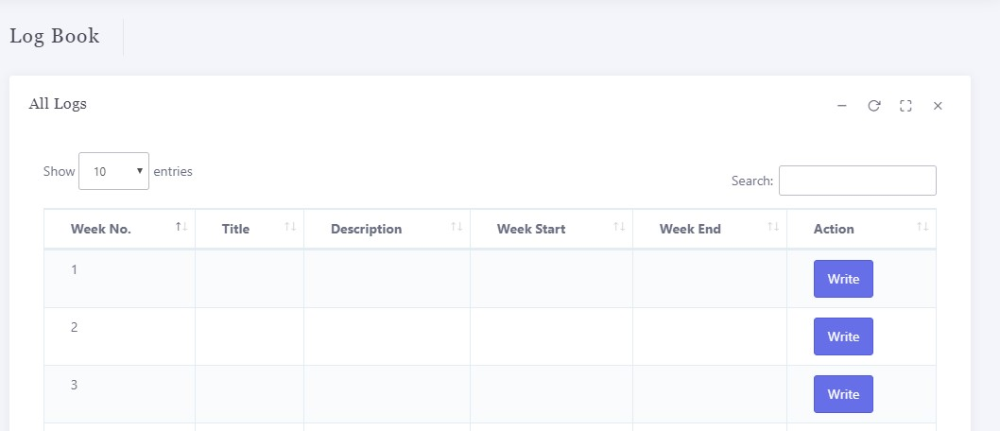 Log Book
All Logs
Show 10 entries
Search:
Week No. Title Description Week Start Week End Action
1 Write
2 Write
3 Write